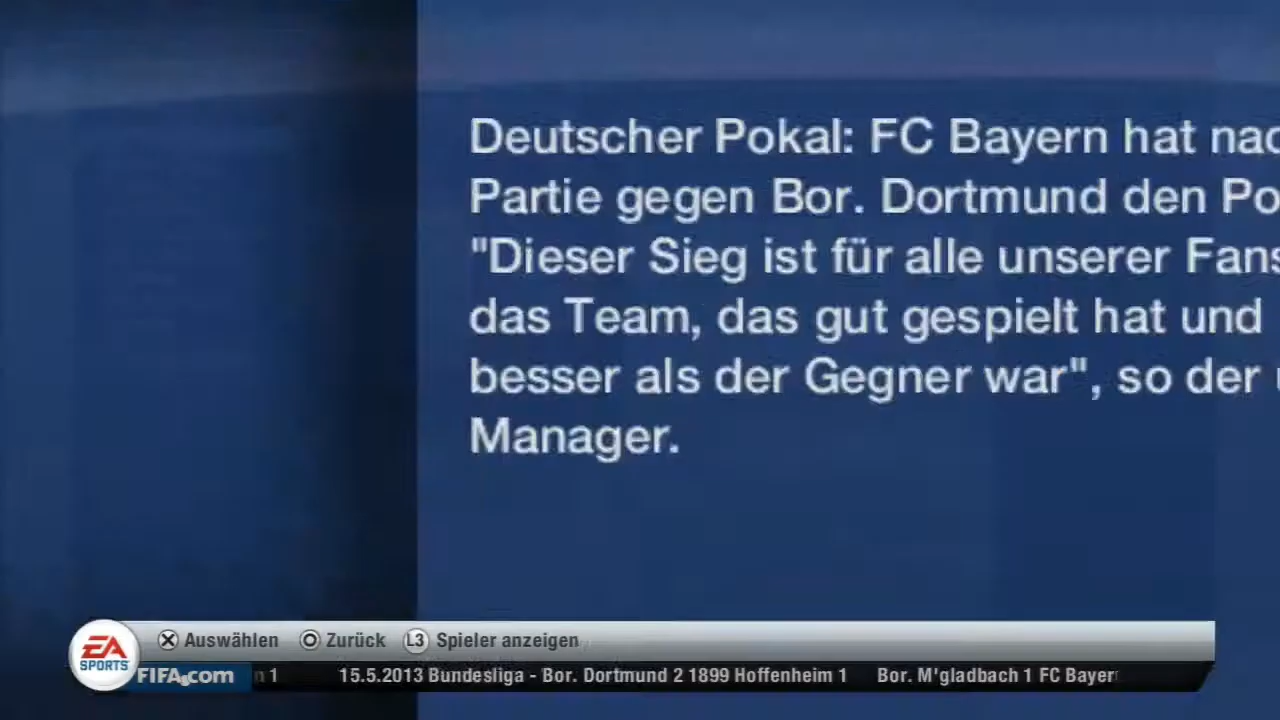 Deutscher Pokal: FC Bayern hat nac
Partie gegen Bor. Dortmund den Po
"Dieser Sieg ist für alle unserer Fans
das Team, das gut gespielt hat und
besser als der Gegner war", so der
Manager.
Auswählen Zurück L3 Spieler anzeigen
EA
SPORTS
FIFA.com n 1 15.5.2013 Bundesliga - Bor. Dortmund 2 1899 Hoffenheim 1 Bor. M'gladbach 1 FC Bayer